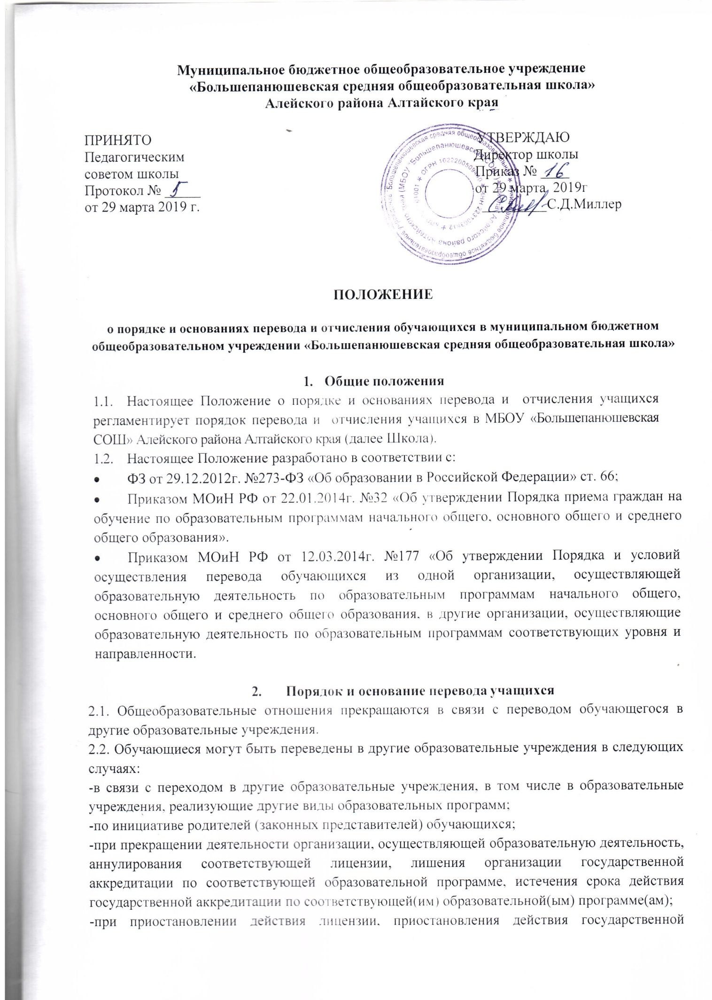 Муниципальное бюджетное общеобразовательное учреждение
«Большепанюшевская средняя общеобразовательная школа»
Алейского района Алтайского края
ПРИНЯТО
Педагогическим
советом школы
Протокол № 5
от 29 марта 2019 г.
УТВЕРЖДАЮ
Директор школы
Приказ № 16
от 29 марта 2019г
С.Д.Миллер
ПОЛОЖЕНИЕ
о порядке и основаниях перевода и отчисления обучающихся в муниципальном бюджетном
общеобразовательном учреждении «Большепанюшевская средняя общеобразовательная школа»
1. Общие положения
1.1. Настоящее Положение о порядке и основаниях перевода и отчисления учащихся
регламентирует порядок перевода и отчисления учащихся в МБОУ «Большепанюшевская
СОШ» Алейского района Алтайского края (далее Школа).
1.2. Настоящее Положение разработано в соответствии с:
• ФЗ от 29.12.2012г. №273-ФЗ «Об образовании в Российской Федерации» ст. 66;
• Приказом МОиН РФ от 22.01.2014г. №32 «Об утверждении Порядка приема граждан на
обучение по образовательным программам начального общего, основного общего и среднего
общего образования».
• Приказом МОиН РФ от 12.03.2014г. №177 «Об утверждении Порядка и условий
осуществления перевода обучающихся из одной организации, осуществляющей
образовательную деятельность по образовательным программам начального общего,
основного общего и среднего общего образования, в другие организации, осуществляющие
образовательную деятельность по образовательным программам соответствующих уровня и
направленности.
2. Порядок и основание перевода учащихся
2.1. Общеобразовательные отношения прекращаются в связи с переводом обучающегося в
другие образовательные учреждения.
2.2. Обучающиеся могут быть переведены в другие образовательные учреждения в следующих
случаях:
-в связи с переходом в другие образовательные учреждения, в том числе в образовательные
учреждения, реализующие другие виды образовательных программ;
-по инициативе родителей (законных представителей) обучающихся;
-при прекращении деятельности организации, осуществляющей образовательную деятельность,
аннулирования соответствующей лицензии, лишения организации государственной
аккредитации по соответствующей образовательной программе, истечения срока действия
государственной аккредитации по соответствующей(им) образовательной(ым) программе(ам);
-при приостановлении действия лицензии, приостановления действия государственной